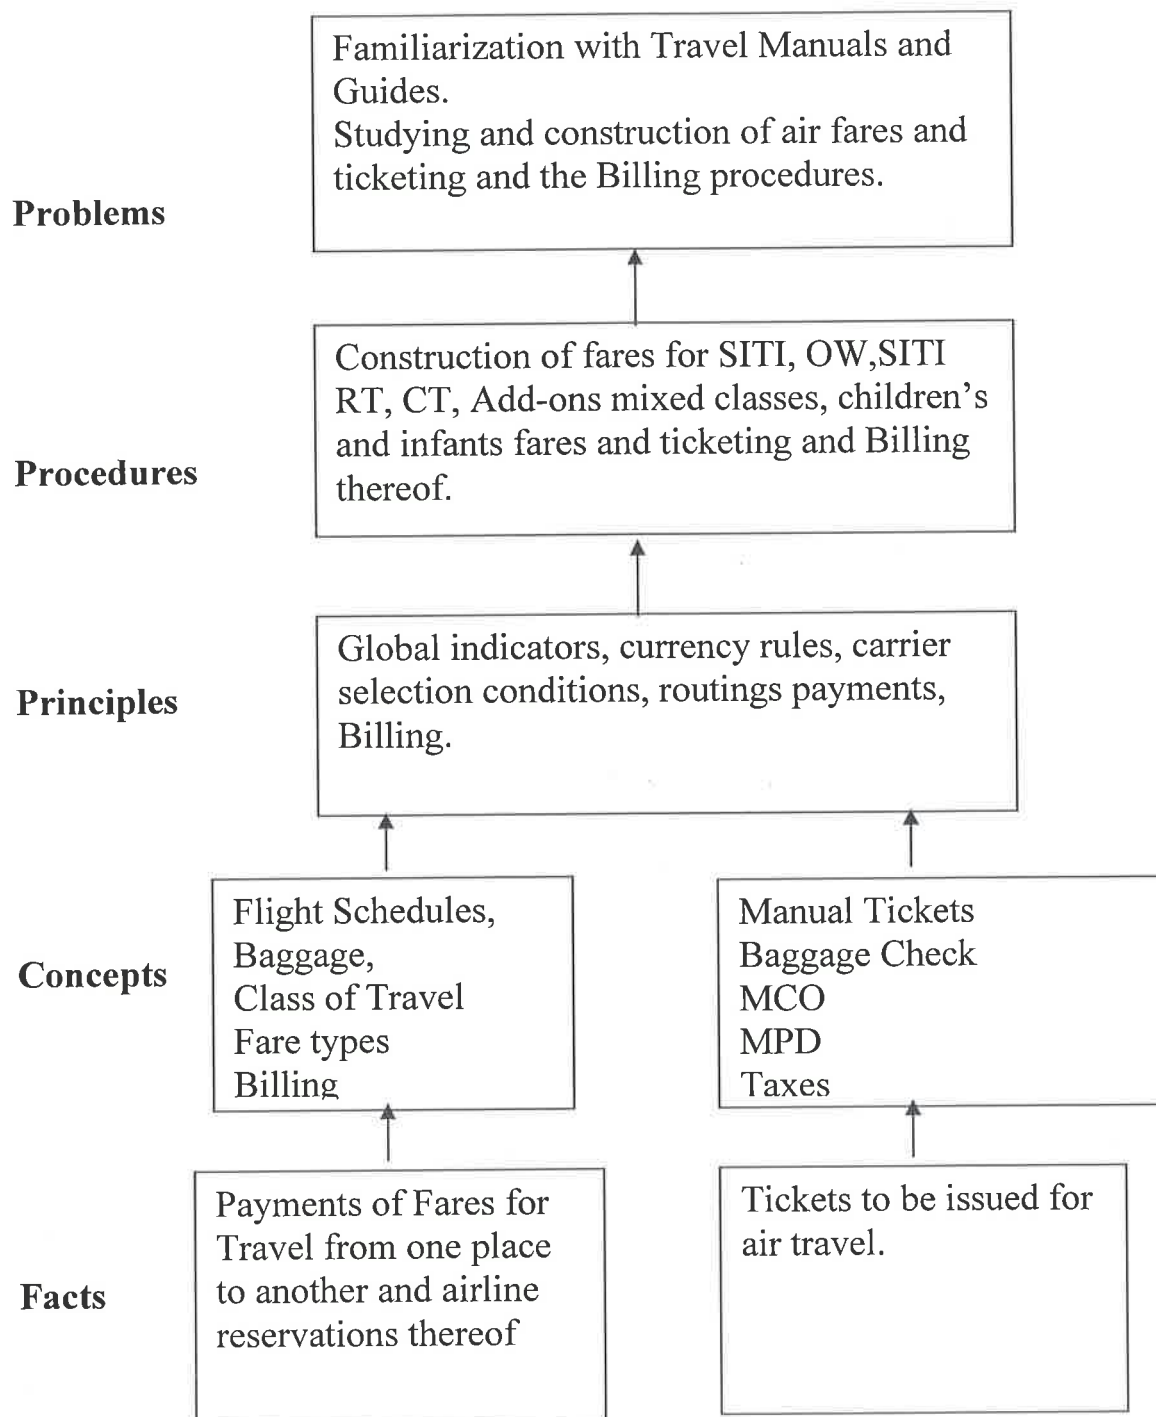 Familiarization with Travel Manuals and
Guides.
Studying and construction of air fares and
ticketing and the Billing procedures.
Problems
Construction of fares for SITI, OW,SITI
RT, CT, Add-ons mixed classes, children's
and infants fares and ticketing and Billing
thereof.
Procedures
Global indicators, currency rules, carrier
selection conditions, routings payments,
Billing.
Principles
Flight Schedules,
Baggage,
Class of Travel
Fare types
Billing
Manual Tickets
Baggage Check
MCO
MPD
Taxes
Concepts
Payments of Fares for
Travel from one place
to another and airline
reservations thereof
Tickets to be issued for
air travel.
Facts